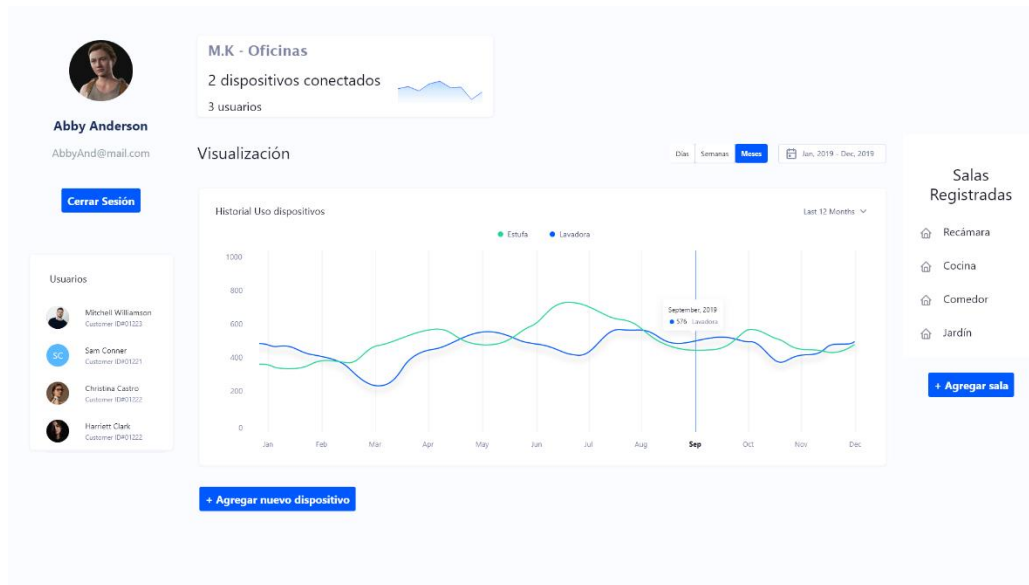 Abby Anderson
AbbyAnd@mail.com
Cerrar Sesión
Usuarios
Mitchell Williamson
Customer ID#01223
SC
Sam Conner
Customer ID#01221
Christina Castro
Customer ID#01222
Harriett Clark
Customer ID#01222
M.K - Oficinas
2 dispositivos conectados
3 usuarios
Visualización
Días Semanas Meses
Jan, 2019 - Dec, 2019
Historial Uso dispositivos
Last 12 Months
Estufa Lavadora
1000
800
600
400
200
0
September, 2019
576 Lavadora
Jan Feb Mar Apr May Jun Jul Aug Sep Oct Nov Dec
+ Agregar nuevo dispositivo
Salas
Registradas
Recámara
Cocina
Comedor
Jardín
+ Agregar sala